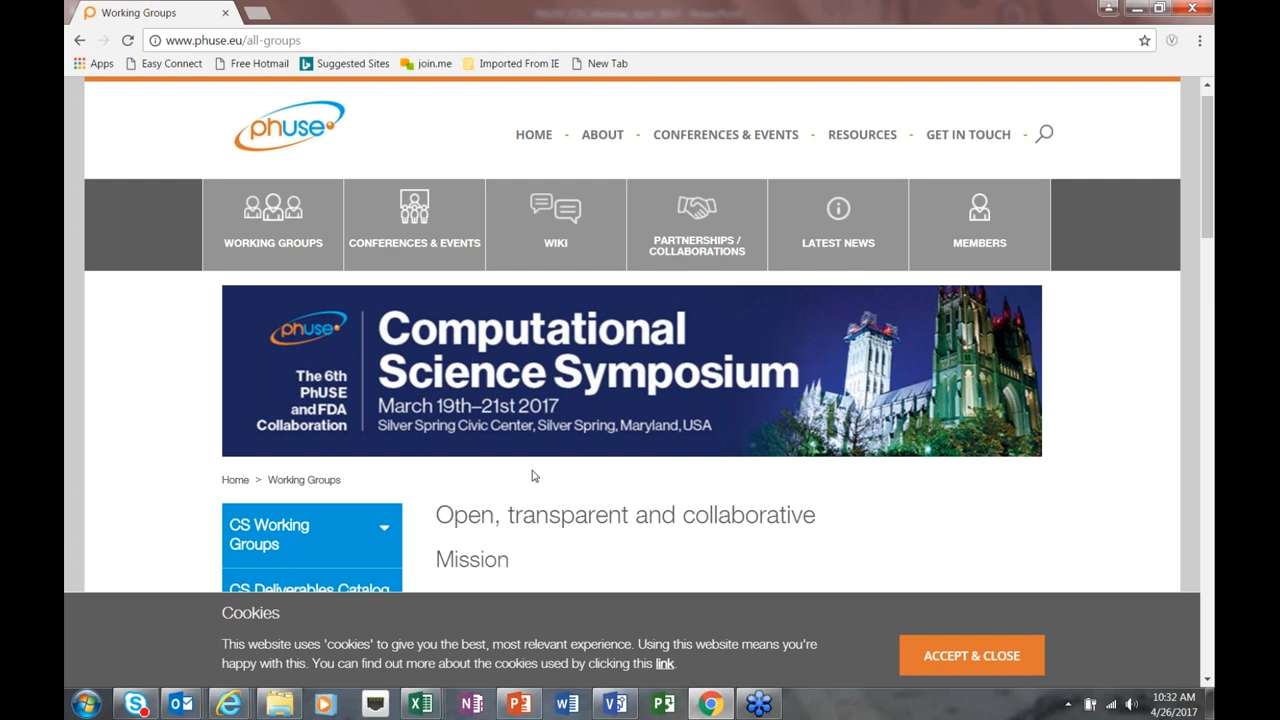 Working Groups
www.phuse.eu/all-groups
Apps Easy Connect Free Hotmail Suggested Sites join.me Imported From IE New Tab
phuse
HOME - ABOUT - CONFERENCES & EVENTS - RESOURCES - GET IN TOUCH -
WORKING GROUPS
CONFERENCES & EVENTS
WIKI
PARTNERSHIPS /
COLLABORATIONS
LATEST NEWS
MEMBERS
phuse
The 6th
PhUSE
and FDA
Collaboration
Computational
Science Symposium
March 19th–21st 2017
Silver Spring Civic Center, Silver Spring, Maryland, USA
Home > Working Groups
CS Working
Groups
CS Deliverables Catalog
Open, transparent and collaborative
Mission
Cookies
This website uses 'cookies' to give you the best, most relevant experience. Using this website means you're
happy with this. You can find out more about the cookies used by clicking this link.
ACCEPT & CLOSE
10:32 AM
4/26/2017